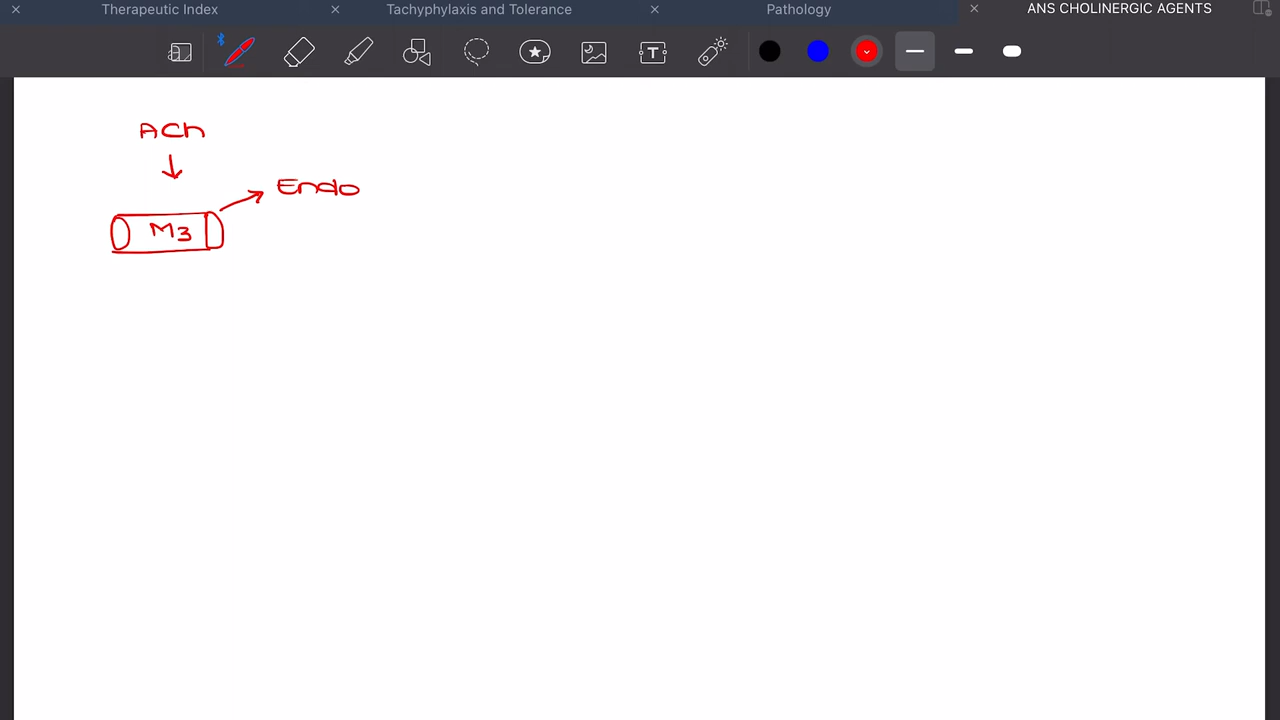 Therapeutic Index
Tachyphylaxis and Tolerance
Pathology
ANS CHOLINERGIC AGENTS
ACh
Endo
M3